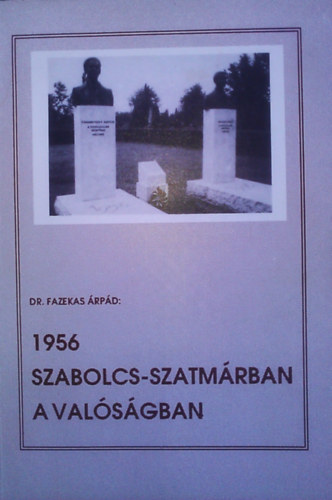 DR. FAZEKAS ÁRPÁD:
1956
SZABOLCS-SZATMÁRBAN
A VALÓSÁGBAN